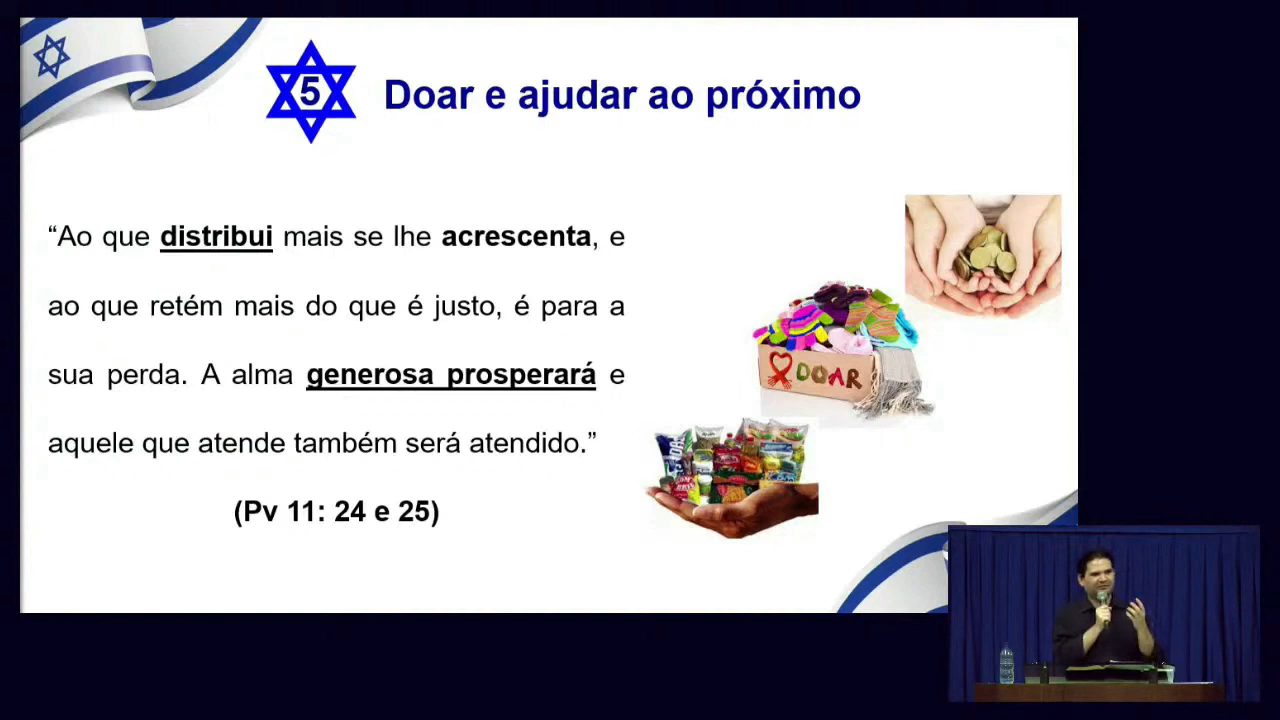 5
Doar e ajudar ao próximo
“Ao que distribui mais se lhe acrescenta, e
ao que retém mais do que é justo, é para a
sua perda. A alma generosa prosperará e
aquele que atende também será atendido.”
(Pv 11: 24 e 25)
DOAR